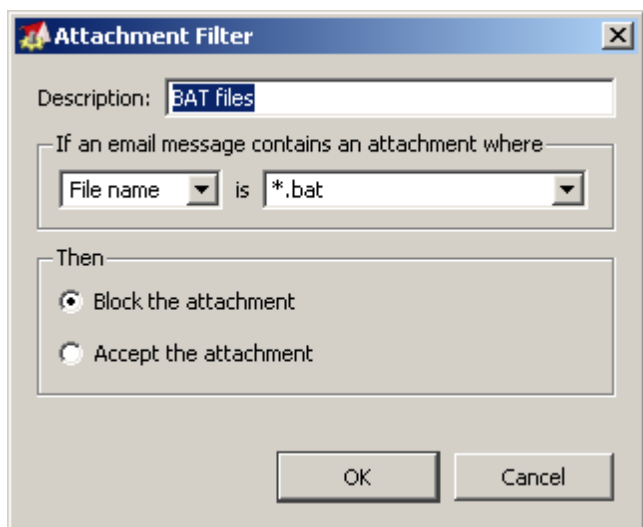 Attachment Filter
Description: BAT files
If an email message contains an attachment where
File name is *.bat
Then
Block the attachment
Accept the attachment
OK Cancel